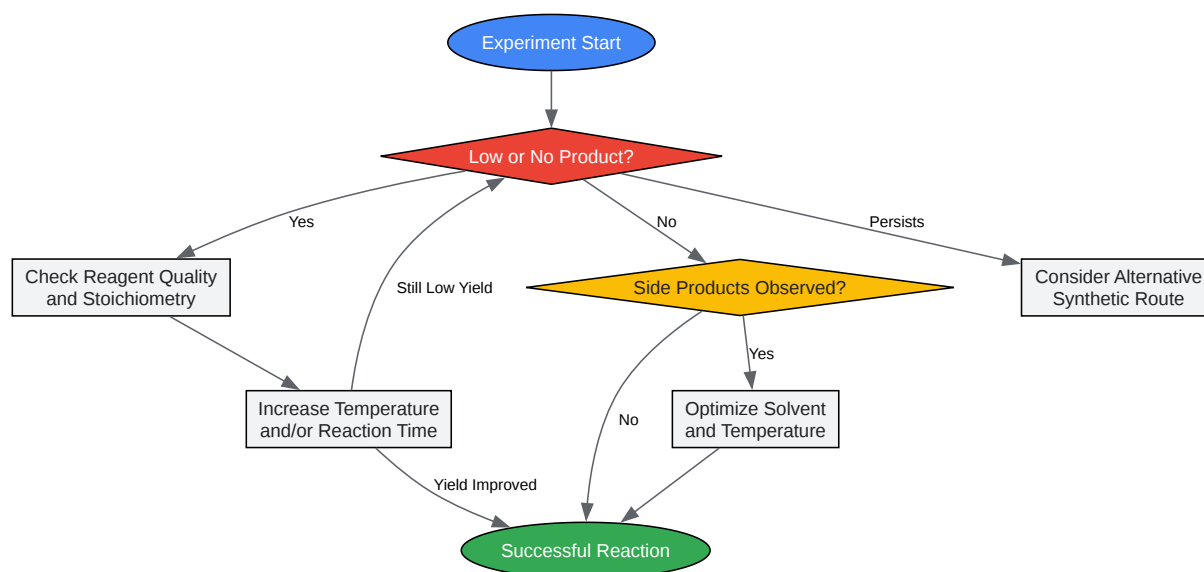 Experiment Start
Low or No Product?
Yes
No
Persists
Check Reagent Quality
and Stoichiometry
Still Low Yield
Side Products Observed?
Consider Alternative
Synthetic Route
Yes
Increase Temperature
and/or Reaction Time
No
Optimize Solvent
and Temperature
Yield Improved
Successful Reaction